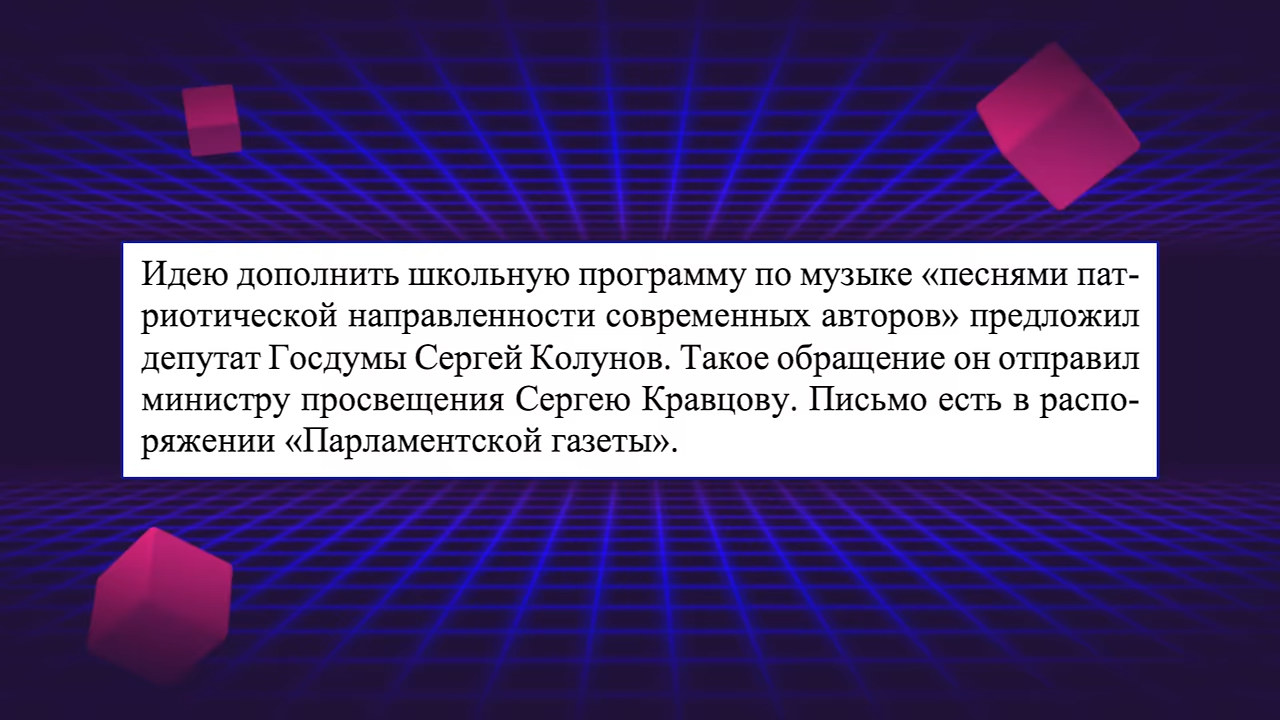 Идею дополнить школьную программу по музыке «песнями пат-
риотической направленности современных авторов» предложил
депутат Госдумы Сергей Колунов. Такое обращение он отправил
министру просвещения Сергею Кравцову. Письмо есть в распо-
ряжении «Парламентской газеты».